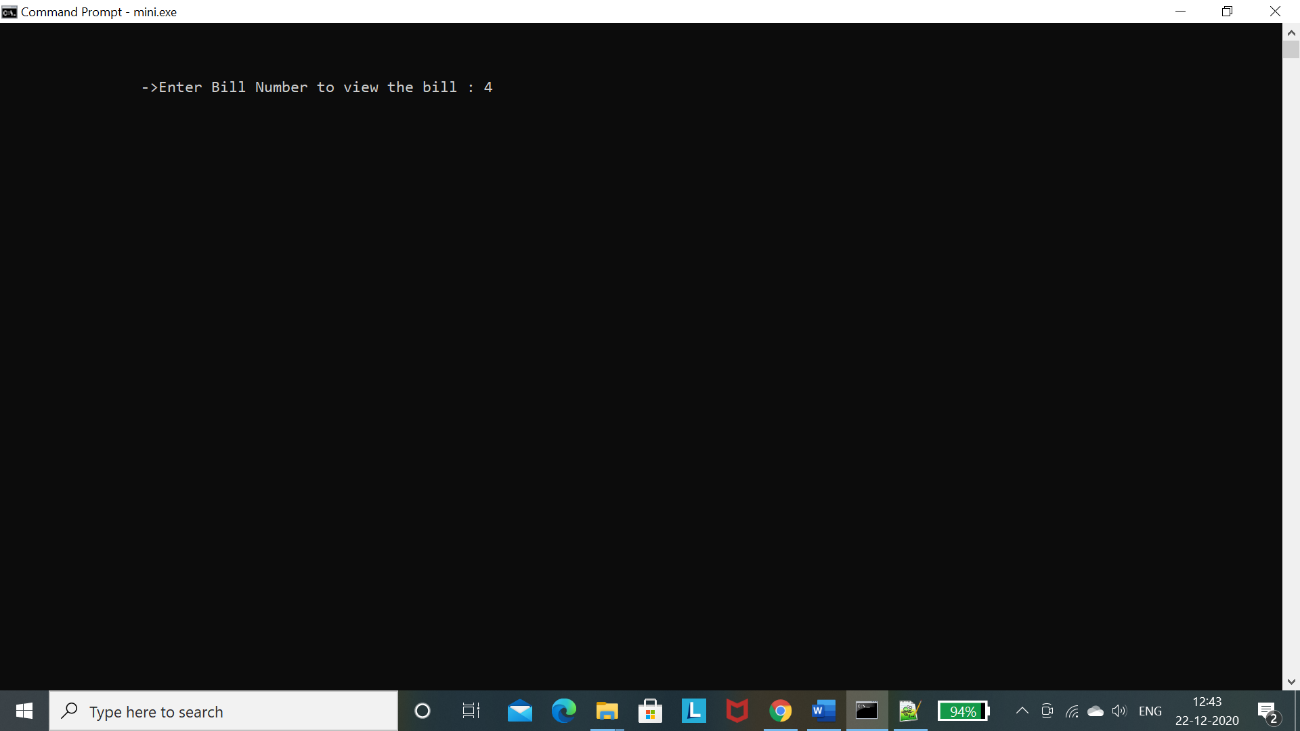 Command Prompt - mini.exe
->Enter Bill Number to view the bill : 4
Type here to search
L
W
94%
ENG
12:43
22-12-2020
2